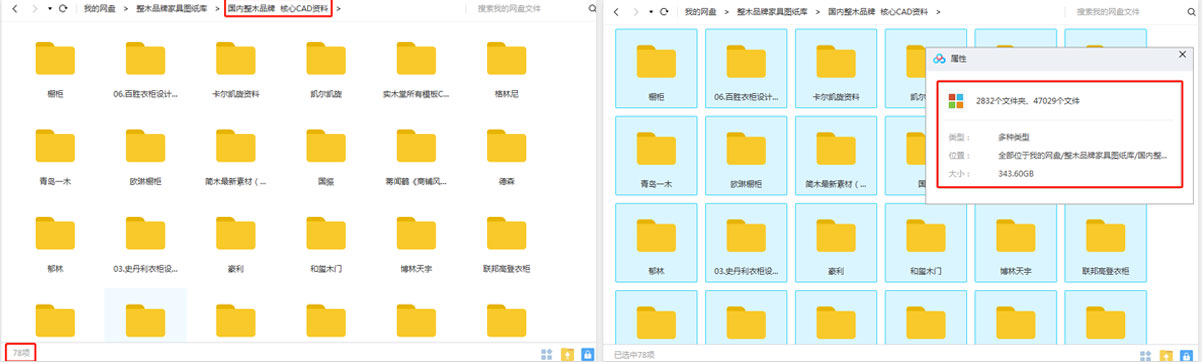 我的网盘 > 整木品牌家具图纸库 > 国内整木品牌 核心CAD资料 >
搜索我的网盘文件
橱柜
06.百胜衣柜设计...
卡尔凯旋资料
凯尔凯旋
实木堂所有模板C...
格林尼
青岛一木
欧琳橱柜
简木最新素材（...
国振
蒋闻鹤《商铺风...
德森
郁林
03.史丹利衣柜设...
豪利
和玺木门
博林天宇
联邦高登衣柜
78项
我的网盘 > 整木品牌家具图纸库 > 国内整木品牌 核心CAD资料 >
搜索我的网盘文件
橱柜
06.百胜衣柜设计...
卡尔凯旋资料
凯尔
属性
2832个文件夹，47029个文件
类型：
多种类型
位置：
全部位于我的网盘/整木品牌家具图纸库/国内整...
大小：
343.60GB
青岛一木
欧琳橱柜
简木最新素材（...
国
郁林
03.史丹利衣柜设...
豪利
和玺木门
博林天宇
联邦高登衣柜
已选中78项